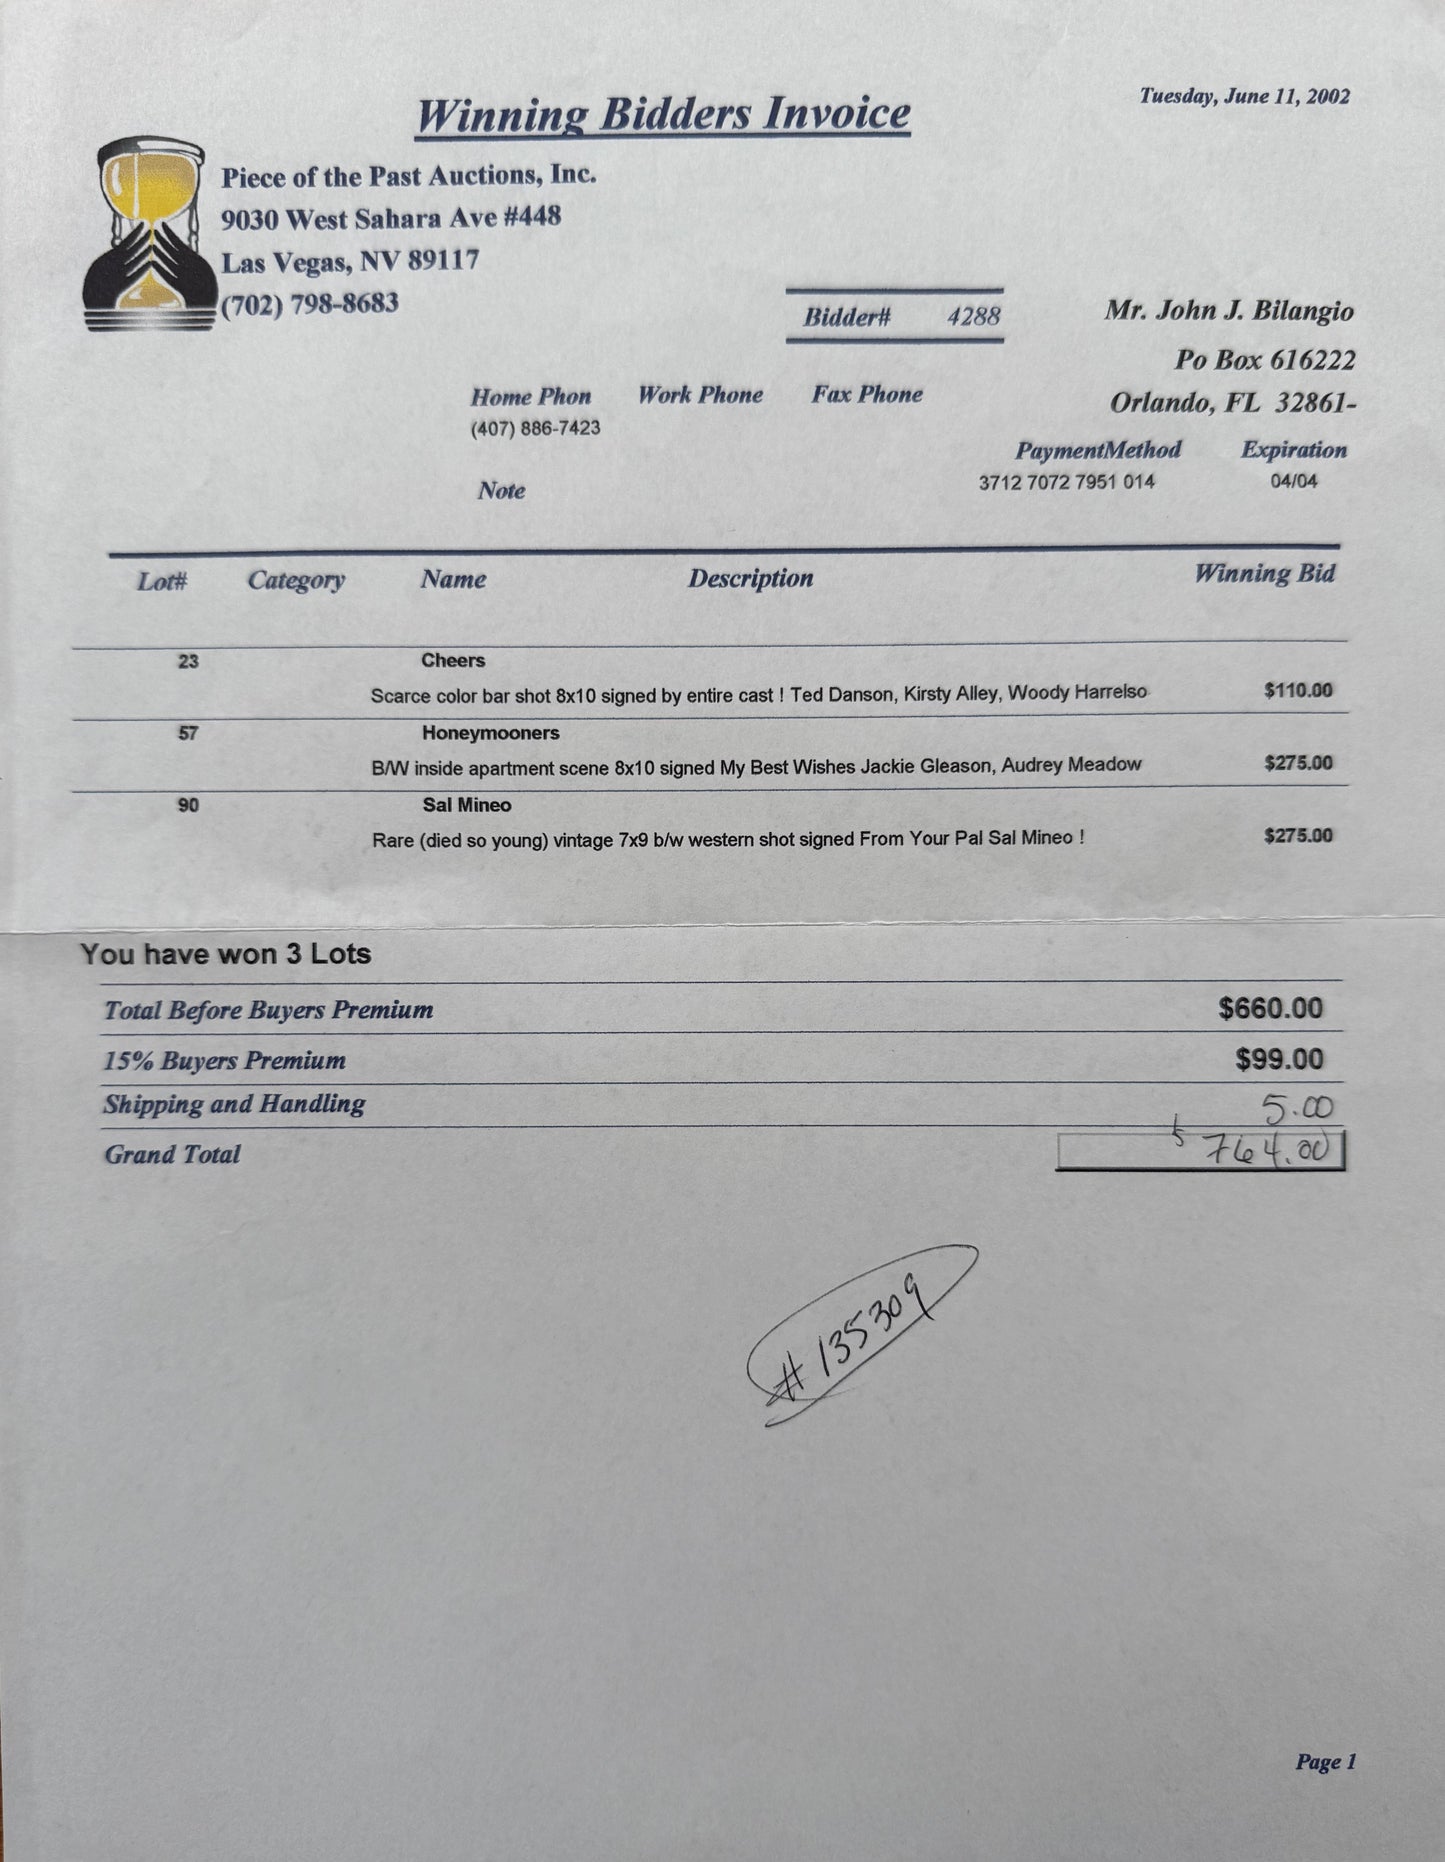 Tuesday, June 11, 2002
Winning Bidders Invoice
Piece of the Past Auctions, Inc.
9030 West Sahara Ave #448
Las Vegas, NV 89117
(702) 798-8683
Bidder# 4288
Mr. John J. Bilangio
Po Box 616222
Orlando, FL 32861-
Home Phon Work Phone Fax Phone
(407) 886-7423
PaymentMethod Expiration
3712 7072 7951 014 04/04
Note
Lot# Category Name Description Winning Bid
23 Cheers
Scarce color bar shot 8x10 signed by entire cast ! Ted Danson, Kirsty Alley, Woody Harrelso $110.00
57 Honeymooners
B/W inside apartment scene 8x10 signed My Best Wishes Jackie Gleason, Audrey Meadow $275.00
90 Sal Mineo
Rare (died so young) vintage 7x9 b/w western shot signed From Your Pal Sal Mineo ! $275.00
You have won 3 Lots
Total Before Buyers Premium $660.00
15% Buyers Premium $99.00
Shipping and Handling 5.00
Grand Total $ 764.00
# 135309
Page 1